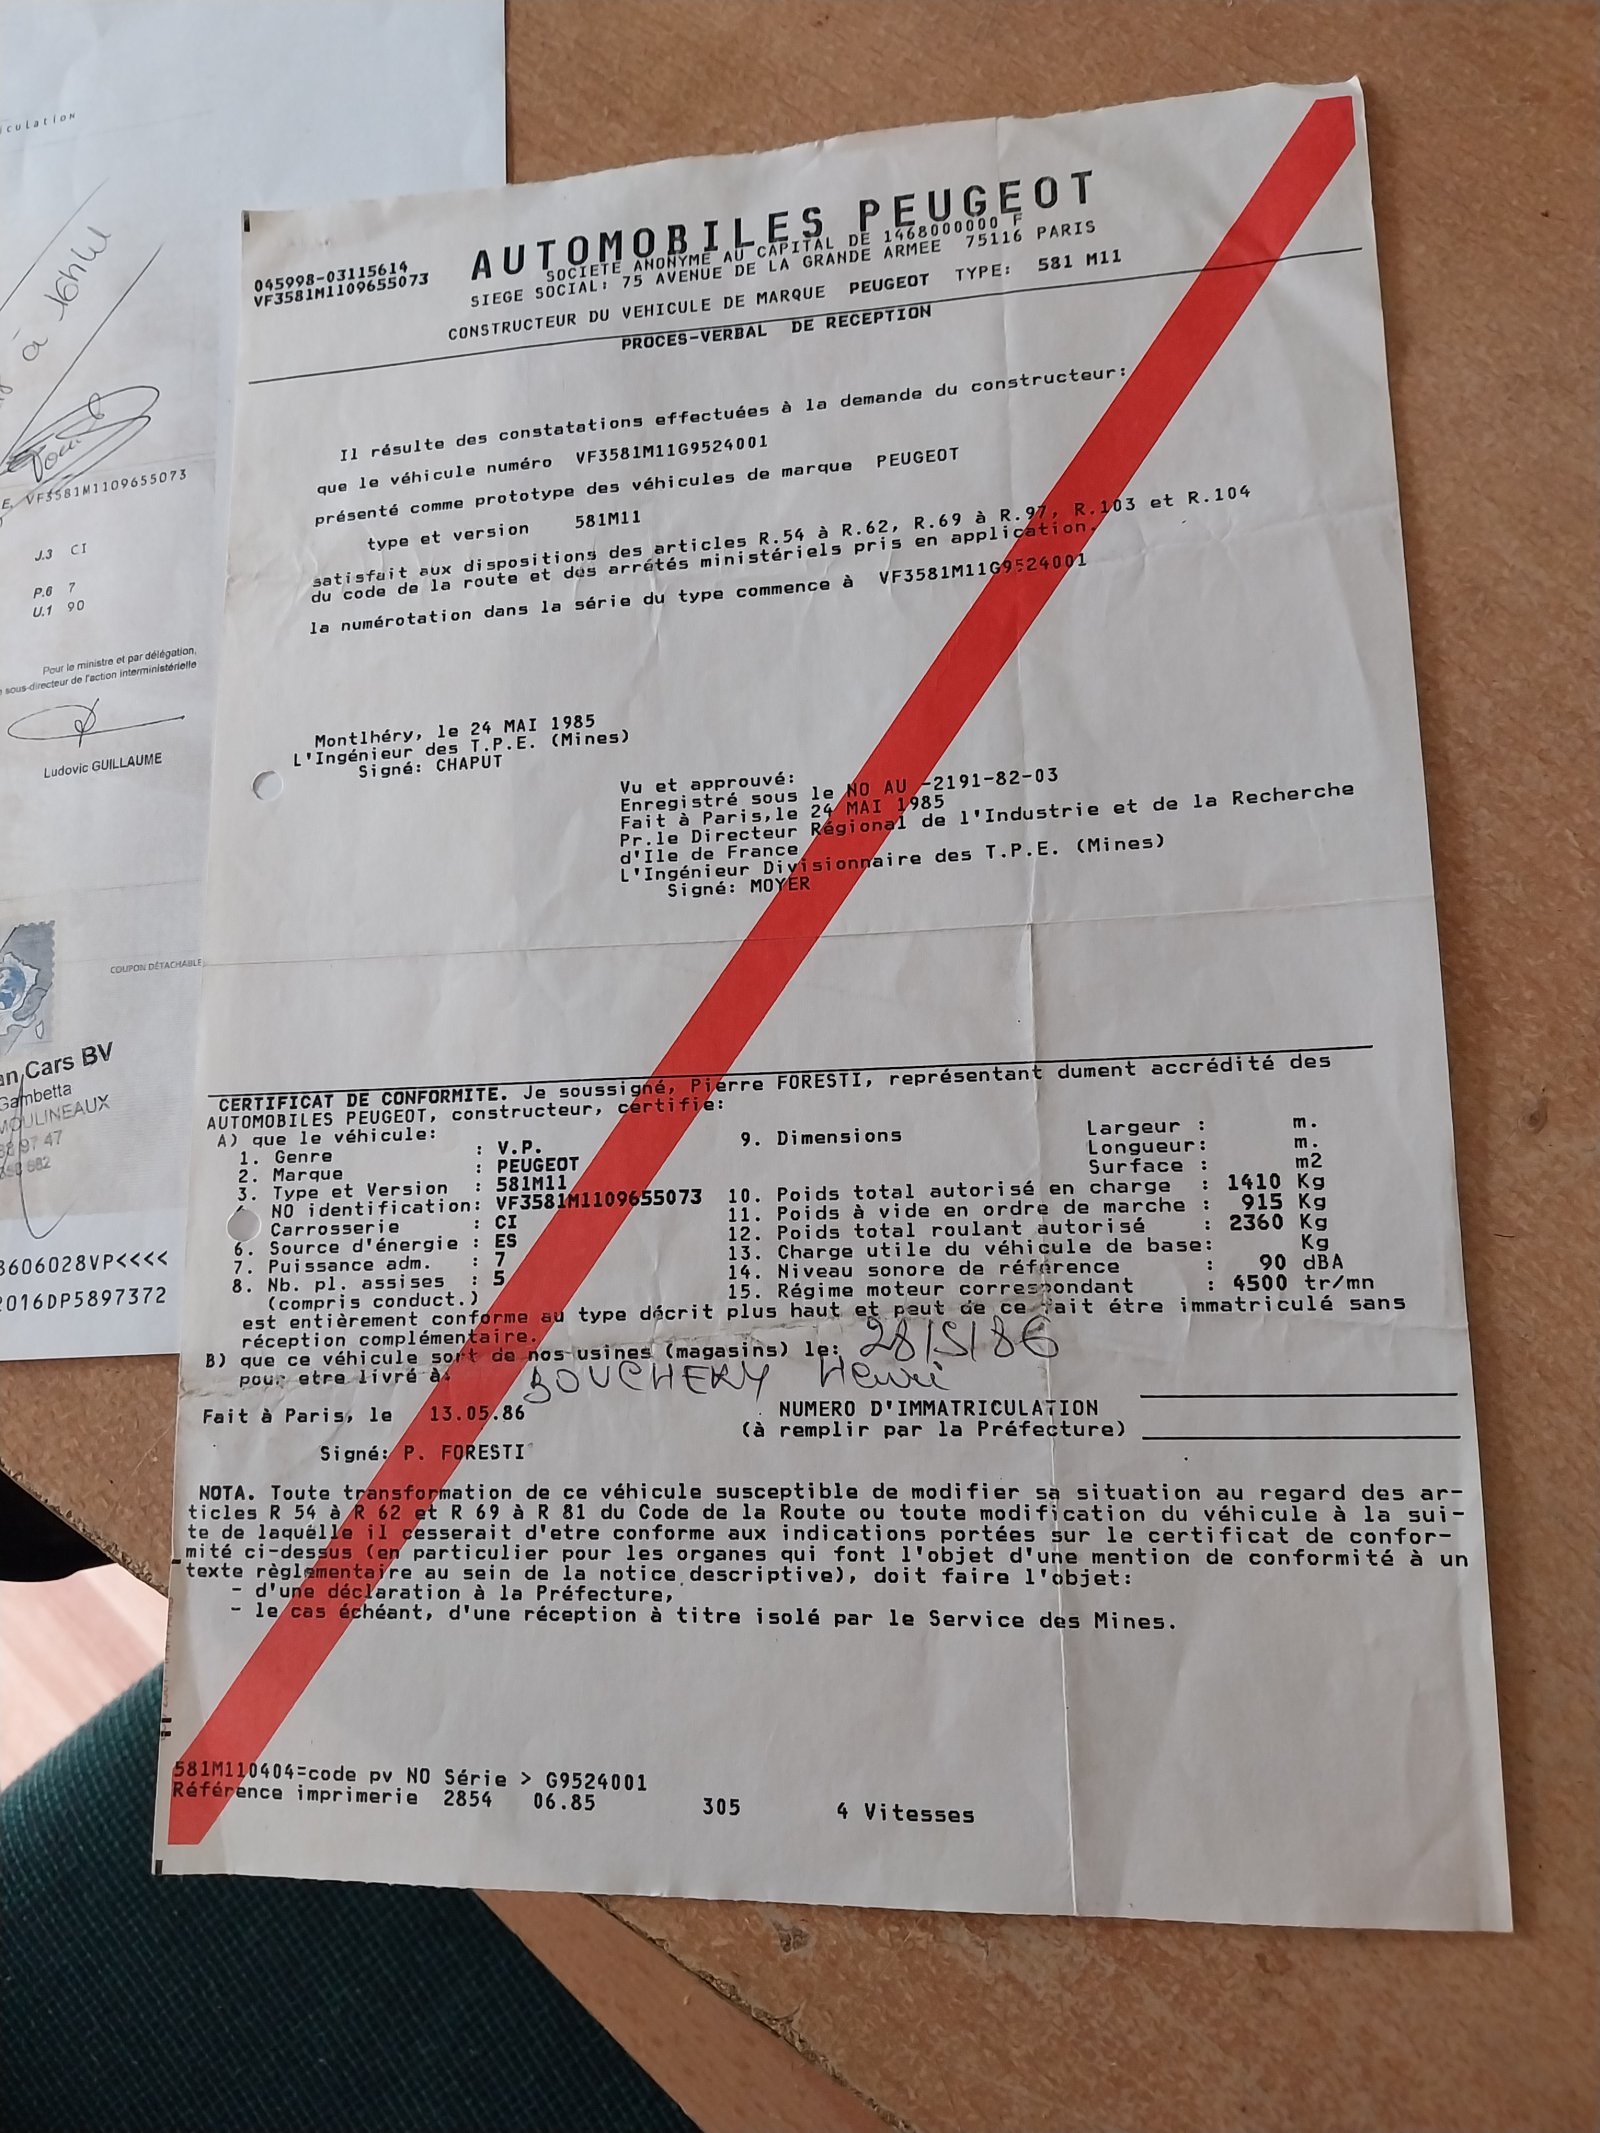 iculation
à
E. VF3581M1109655073
J.3 CI
P.6 7
U.1 90
Pour le ministre et par délégation,
sous-directeur de l'action interministérielle
Ludovic GUILLAUME
COUPON DÉTACHABLE
an Cars BV
Gambetta
MOULINEAUX
3606028VP<<<<
2016DP5897372
045998-03115614
VF3581M1109655073
AUTOMOBILES PEUGEOT
SOCIETE ANONYME AU CAPITAL DE 1468000000 F
SIEGE SOCIAL: 75 AVENUE DE LA GRANDE ARMEE 75116 PARIS
CONSTRUCTEUR DU VEHICULE DE MARQUE PEUGEOT TYPE: 581 M11
PROCES-VERBAL DE RECEPTION
Il résulte des constatations effectuées à la demande du constructeur:
que le véhicule numéro VF3581M11G9524001
présenté comme prototype des véhicules de marque PEUGEOT
type et version 581M11
satisfait aux dispositions des articles R.54 à R.62, R.69 à R.97, R.103 et R.104
du code de la route et des arrétés ministériels pris en application.
la numérotation dans la série du type commence à VF3581M11G9524001
Montlhéry, le 24 MAI 1985
L'Ingénieur des T.P.E. (Mines)
Signé: CHAPUT
Vu et approuvé:
Enregistré sous le NO AU -2191-82-03
Fait à Paris,le 24 MAI 1985
Pr.le Directeur Régional de l'Industrie et de la Recherche
d'Ile de France
L'Ingénieur Divisionnaire des T.P.E. (Mines)
Signé: MOYER
CERTIFICAT DE CONFORMITE. Je soussigné, Pierre FORESTI, représentant dument accrédité des
AUTOMOBILES PEUGEOT, constructeur, certifie:
A) que le véhicule:
1. Genre : V.P.
2. Marque : PEUGEOT
3. Type et Version : 581M11
NO identification: VF3581M1109655073
Carrosserie : CI
6. Source d'énergie : ES
7. Puissance adm. : 7
8. Nb. pl. assises : 5
(compris conduct.)
9. Dimensions Largeur : m.
Longueur: m.
Surface : m2
10. Poids total autorisé en charge : 1410 Kg
11. Poids à vide en ordre de marche : 915 Kg
12. Poids total roulant autorisé : 2360 Kg
13. Charge utile du véhicule de base: Kg
14. Niveau sonore de référence : 90 dBA
15. Régime moteur correspondant : 4500 tr/mn
est entièrement conforme au type décrit plus haut et peut de ce fait étre immatriculé sans
réception complémentaire.
B) que ce véhicule sort de nos usines (magasins) le: 28/5/86
pour etre livré à: BOUCHERY Henri
Fait à Paris, le 13.05.86
NUMERO D'IMMATRICULATION
(à remplir par la Préfecture)
Signé: P. FORESTI
NOTA. Toute transformation de ce véhicule susceptible de modifier sa situation au regard des ar-
ticles R 54 à R 62 et R 69 à R 81 du Code de la Route ou toute modification du véhicule à la sui-
te de laquelle il cesserait d'etre conforme aux indications portées sur le certificat de confor-
mité ci-dessus (en particulier pour les organes qui font l'objet d'une mention de conformité à un
texte règlementaire au sein de la notice descriptive), doit faire l'objet:
- d'une déclaration à la Préfecture,
- le cas échéant, d'une réception à titre isolé par le Service des Mines.
581M110404=code pv NO Série > G9524001
Référence imprimerie 2854 06.85 305 4 Vitesses